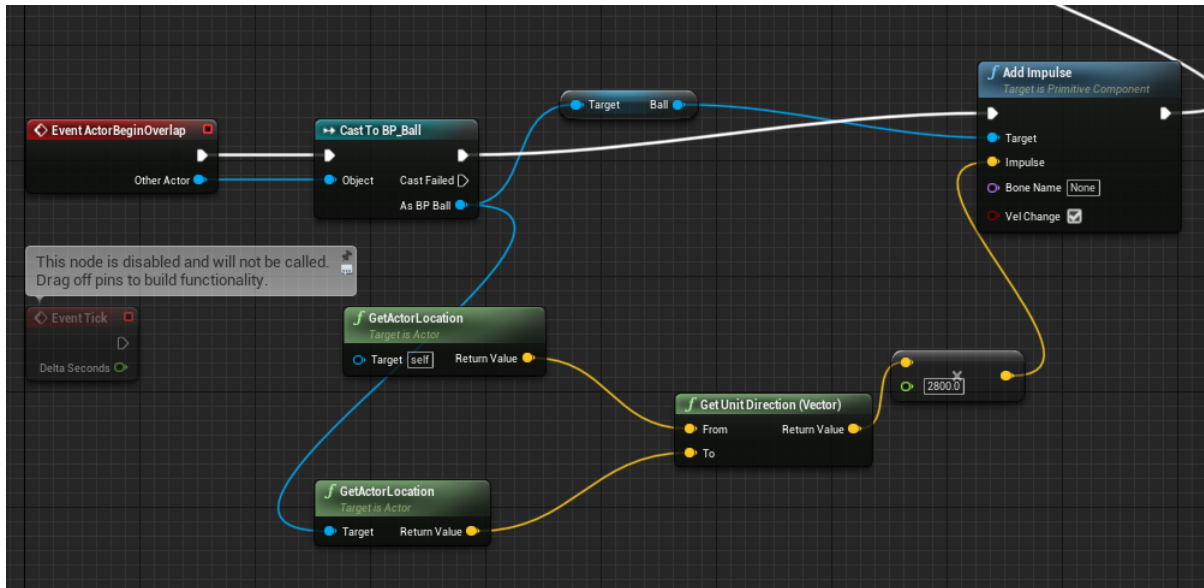 Event ActorBeginOverlap
Other Actor
Cast To BP_Ball
Object
Cast Failed
As BP Ball
Target
Ball
Add Impulse
Target is Primitive Component
Target
Impulse
Bone Name None
Vel Change
This node is disabled and will not be called.
Drag off pins to build functionality.
Event Tick
Delta Seconds
GetActorLocation
Target is Actor
Target self
Return Value
Get Unit Direction (Vector)
From
Return Value
To
2800.0
GetActorLocation
Target is Actor
Target
Return Value